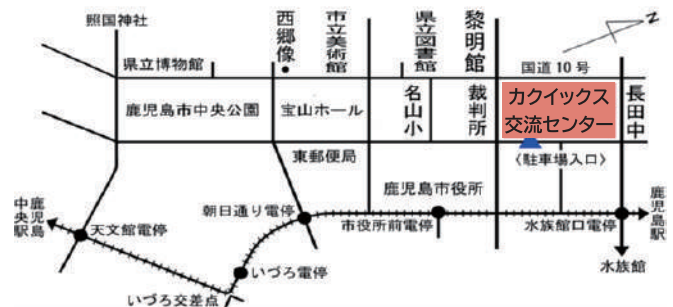 照国神社
西郷像
市立美術館
県立図書館
黎明館
Z
県立博物館
国道10号
鹿児島市中央公園
宝山ホール
名山小
裁判所
カクイックス
交流センター
長田中
東郵便局
〈駐車場入口〉
鹿児島市役所
鹿児島
中央駅
朝日通り電停
天文館電停
市役所前電停
水族館口電停
鹿児島駅
いづろ電停
水族館
いづろ交差点